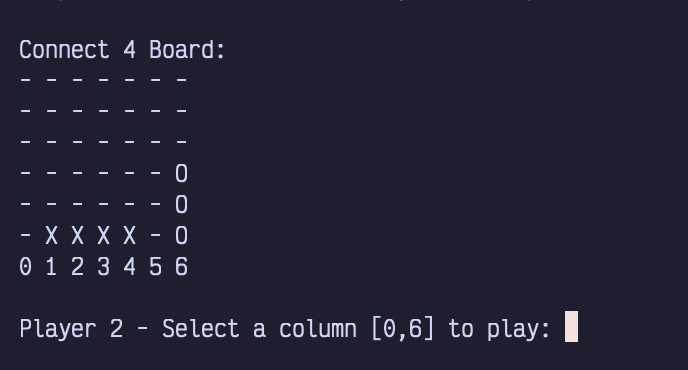 Connect 4 Board:
- - - - - - -
- - - - - - -
- - - - - - -
- - - - - - O
- - - - - - O
- X X X X - O
0 1 2 3 4 5 6
Player 2 - Select a column [0,6] to play: